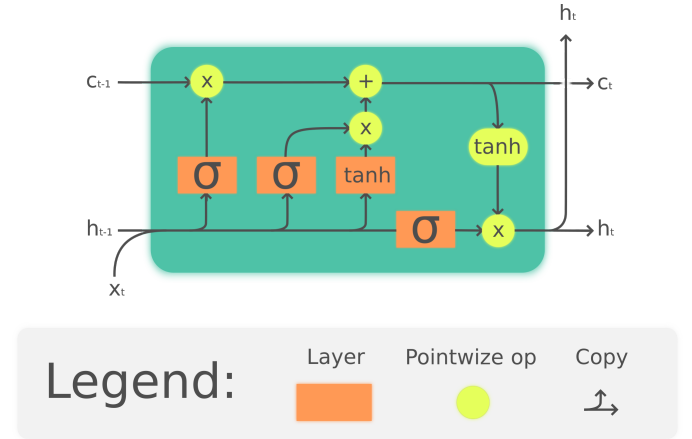 hₜ
x
+
cₜ₋₁
cₜ
x
tanh
σ
σ
tanh
σ
x
hₜ₋₁
hₜ
xₜ
Legend:
Layer
Pointwize op
Copy